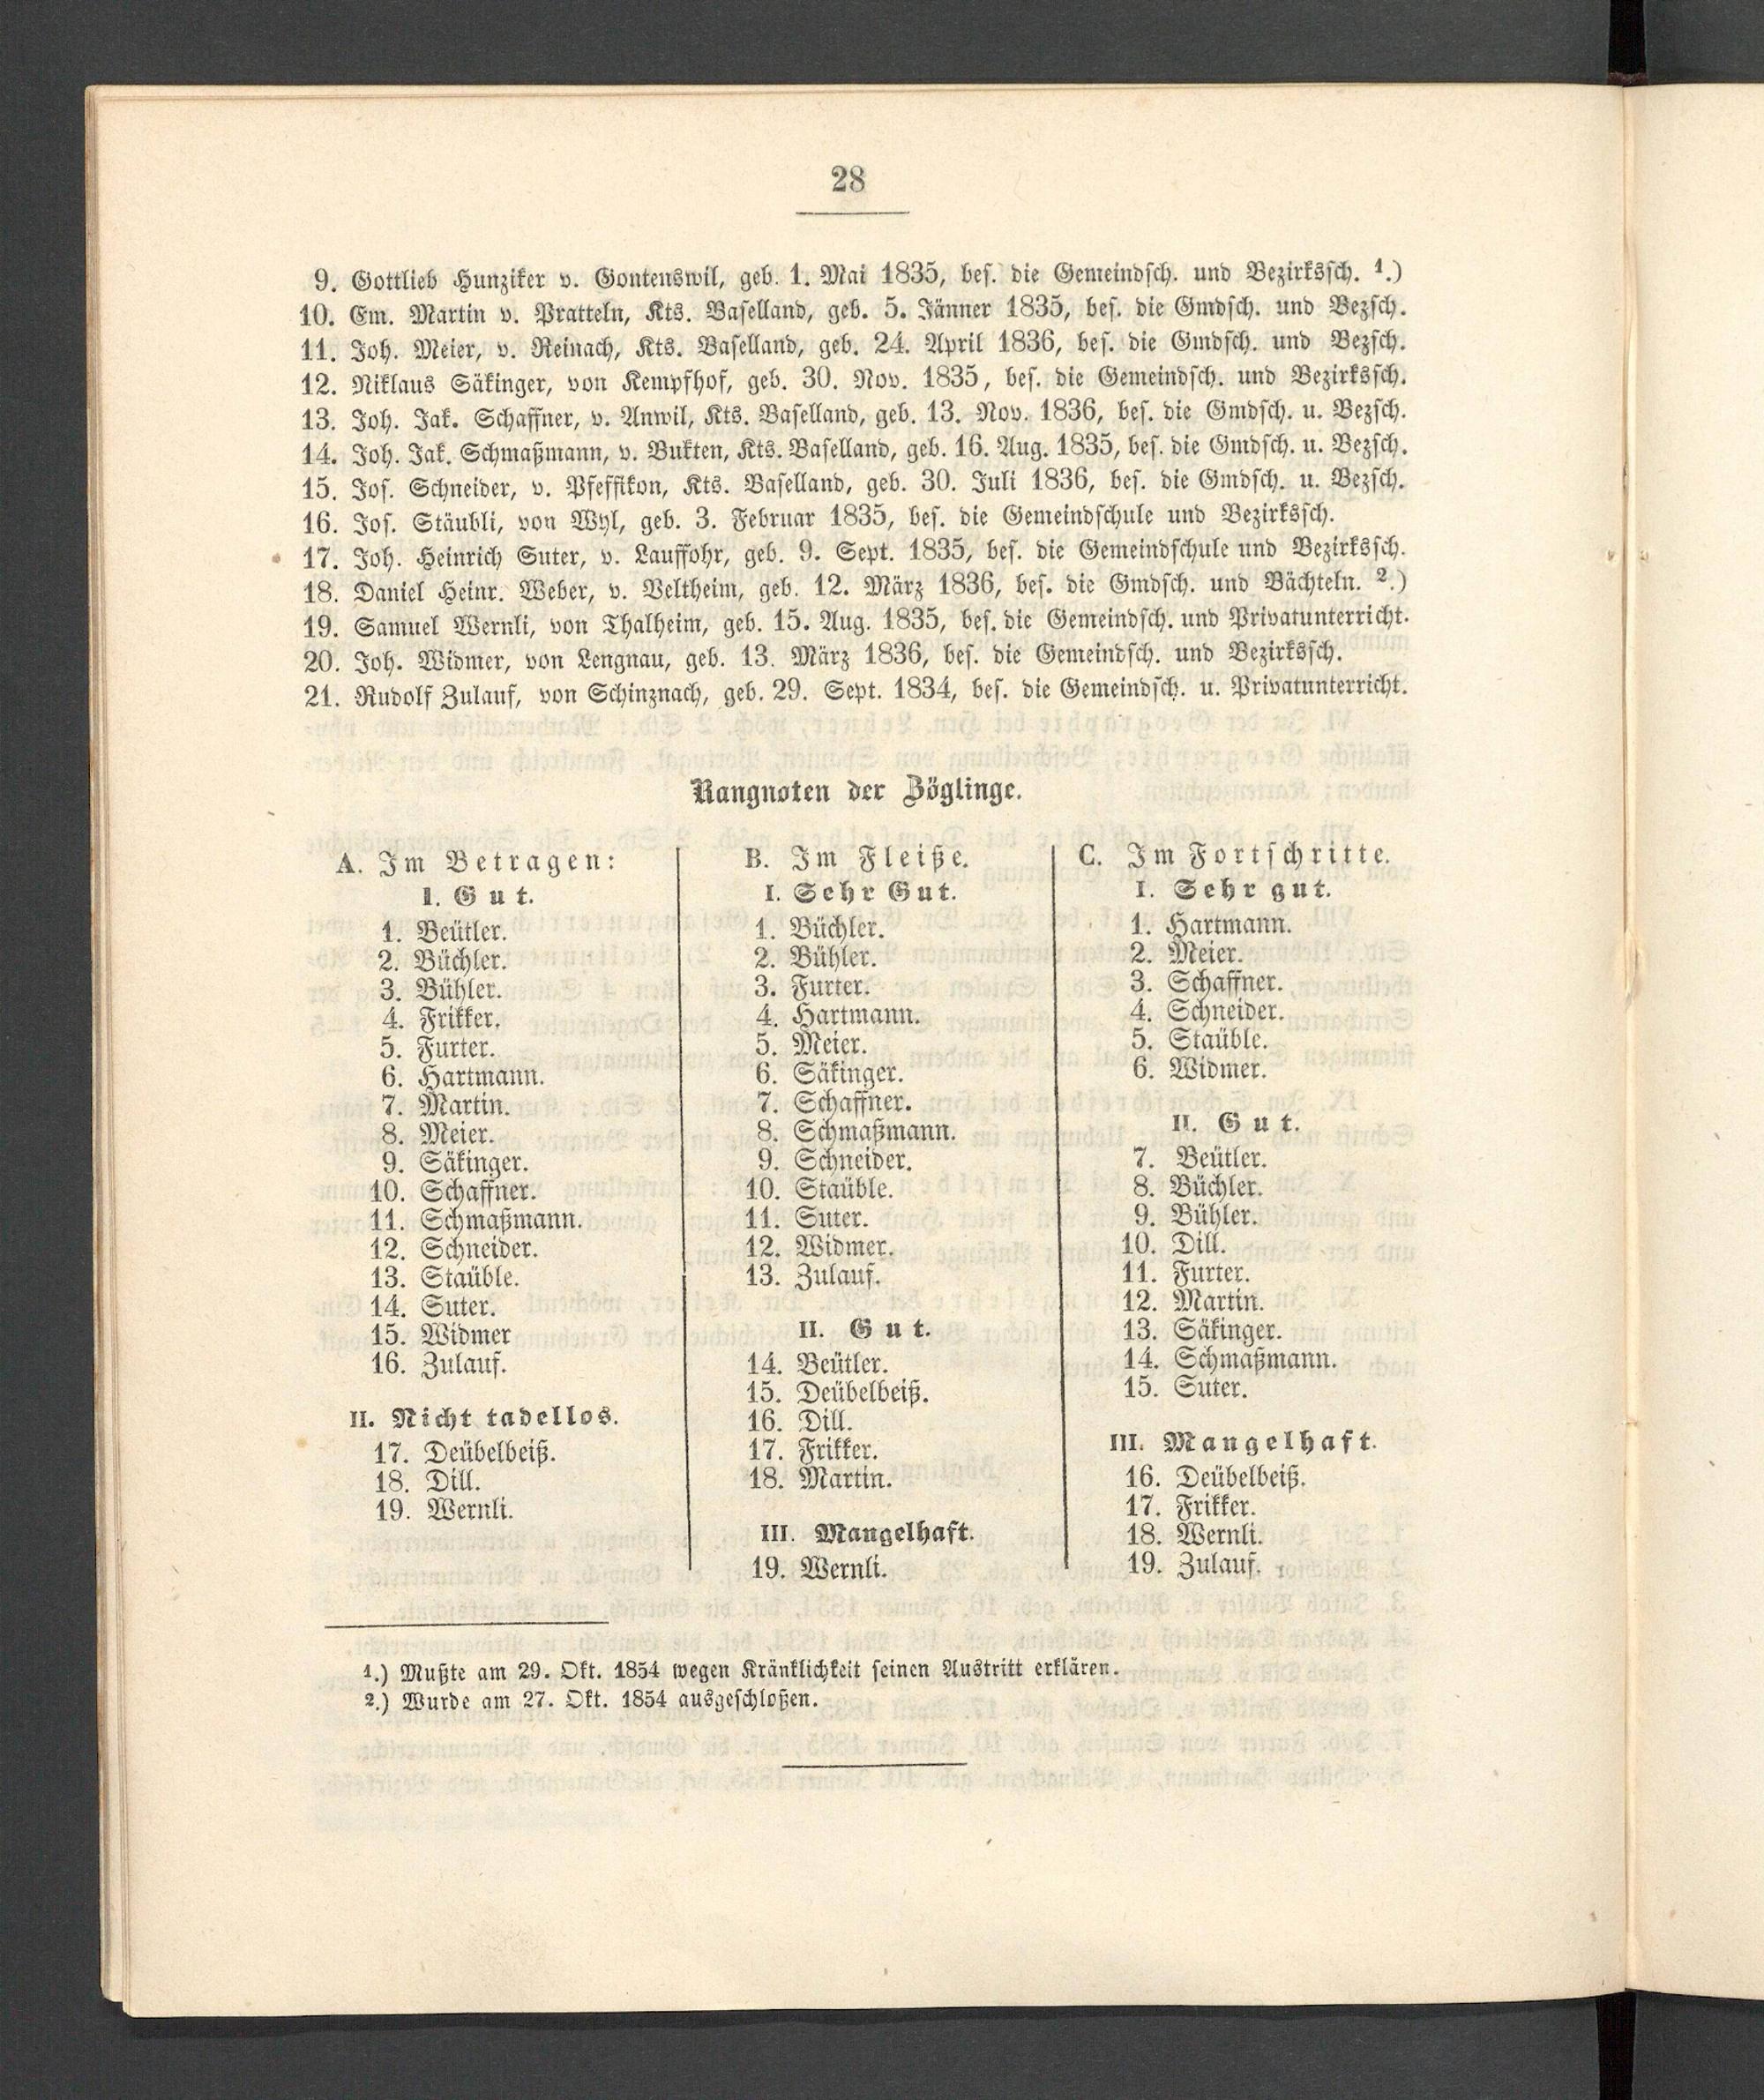 28
9. Gottlieb Hunziker v. Gontenswil, geb. 1. Mai 1835, bes. die Gemeindsch. und Bezirkssch. 1.)
10. Em. Martin v. Pratteln, Kts. Baselland, geb. 5. Jänner 1835, bes. die Gmdsch. und Bezsch.
11. Joh. Meier, v. Reinach, Kts. Baselland, geb. 24. April 1836, bes. die Gmdsch. und Bezsch.
12. Niklaus Säkinger, von Kempfhof, geb. 30. Nov. 1835, bes. die Gemeindsch. und Bezirkssch.
13. Joh. Jak. Schaffner, v. Anwil, Kts. Baselland, geb. 13. Nov. 1836, bes. die Gmdsch. u. Bezsch.
14. Joh. Jak. Schmaßmann, v. Bukten, Kts. Baselland, geb. 16. Aug. 1835, bes. die Gmdsch. u. Bezsch.
15. Jos. Schneider, v. Pfeffikon, Kts. Baselland, geb. 30. Juli 1836, bes. die Gmdsch. u. Bezsch.
16. Jos. Stäubli, von Wyl, geb. 3. Februar 1835, bes. die Gemeindschule und Bezirkssch.
17. Joh. Heinrich Suter, v. Lauffohr, geb. 9. Sept. 1835, bes. die Gemeindschule und Bezirkssch.
18. Daniel Heinr. Weber, v. Veltheim, geb. 12. März 1836, bes. die Gmdsch. und Bächteln. 2.)
19. Samuel Wernli, von Thalheim, geb. 15. Aug. 1835, bes. die Gemeindsch. und Privatunterricht.
20. Joh. Widmer, von Lengnau, geb. 13. März 1836, bes. die Gemeindsch. und Bezirkssch.
21. Rudolf Zulauf, von Schinznach, geb. 29. Sept. 1834, bes. die Gemeindsch. u. Privatunterricht.
Rangnoten der Zöglinge.
A. Im Betragen:
I. Gut.
1. Beütler.
2. Büchler.
3. Bühler.
4. Frikker.
5. Furter.
6. Hartmann.
7. Martin.
8. Meier.
9. Säkinger.
10. Schaffner.
11. Schmaßmann.
12. Schneider.
13. Staüble.
14. Suter.
15. Widmer
16. Zulauf.
II. Nicht tadellos.
17. Deübelbeiß.
18. Dill.
19. Wernli.
B. Im Fleiße.
I. Sehr Gut.
1. Büchler.
2. Bühler.
3. Furter.
4. Hartmann.
5. Meier.
6. Säkinger.
7. Schaffner.
8. Schmaßmann.
9. Schneider.
10. Staüble.
11. Suter.
12. Widmer.
13. Zulauf.
II. Gut.
14. Beütler.
15. Deübelbeiß.
16. Dill.
17. Frikker.
18. Martin.
III. Mangelhaft.
19. Wernli.
C. Im Fortschritte.
I. Sehr gut.
1. Hartmann.
2. Meier.
3. Schaffner.
4. Schneider.
5. Staüble.
6. Widmer.
II. Gut.
7. Beütler.
8. Büchler.
9. Bühler.
10. Dill.
11. Furter.
12. Martin.
13. Säkinger.
14. Schmaßmann.
15. Suter.
III. Mangelhaft.
16. Deübelbeiß.
17. Frikker.
18. Wernli.
19. Zulauf.
1.) Mußte am 29. Okt. 1854 wegen Kränklichkeit seinen Austritt erklären.
2.) Wurde am 27. Okt. 1854 ausgeschloßen.